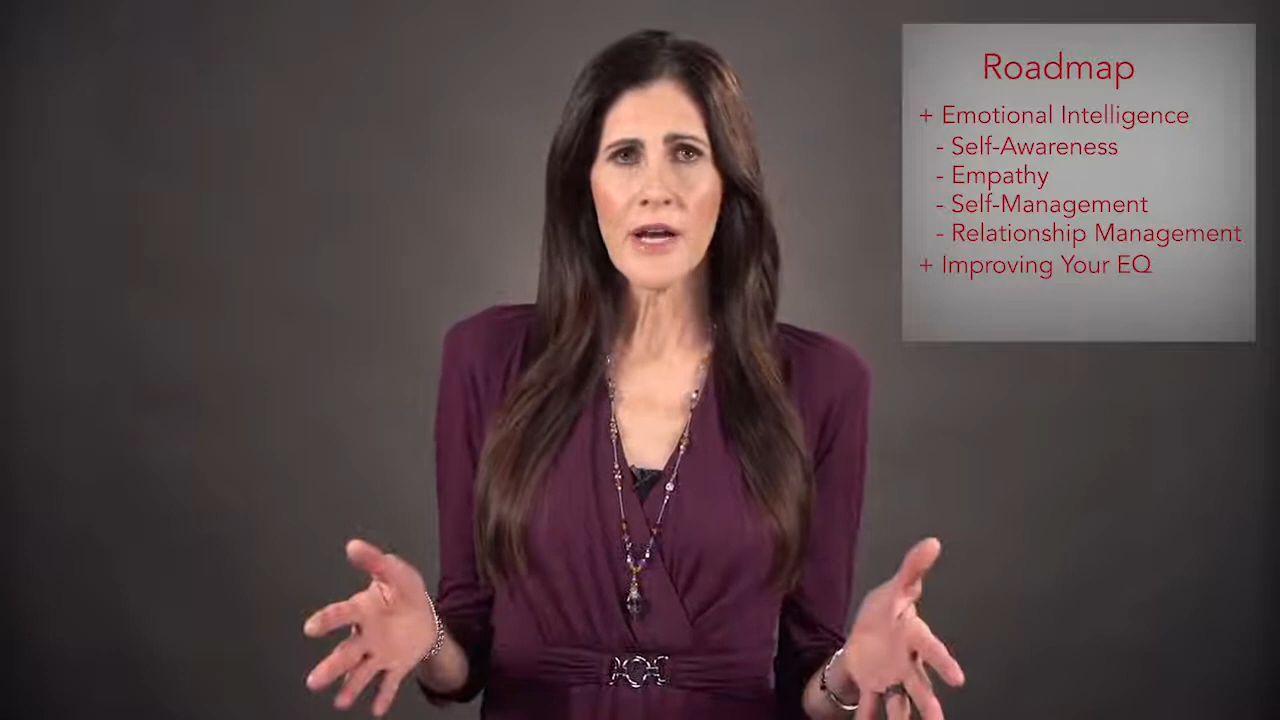 Roadmap
+ Emotional Intelligence
- Self-Awareness
- Empathy
- Self-Management
- Relationship Management
+ Improving Your EQ